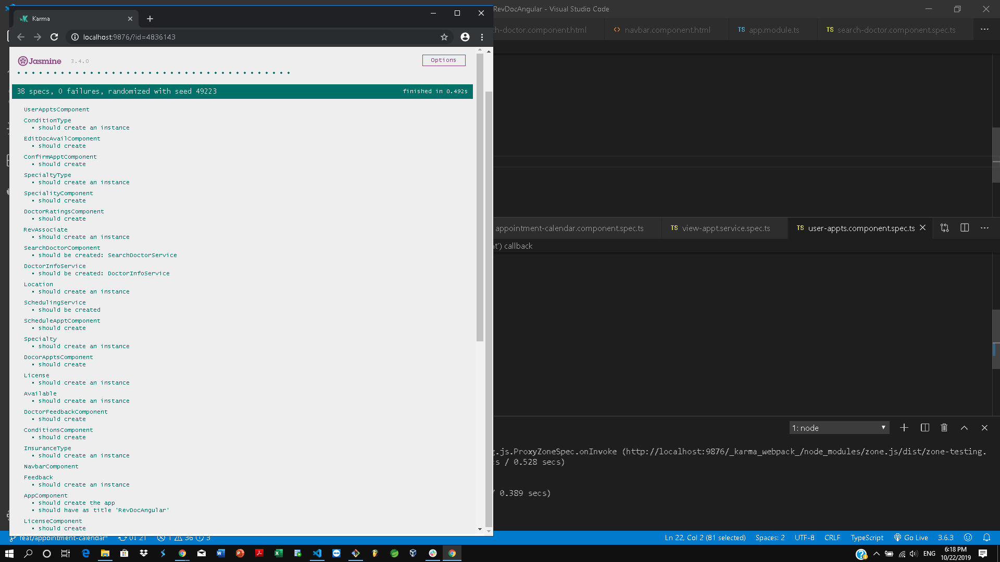 Karma
localhost:9876/?id=4836143
Jasmine 3.4.0
Options
38 specs, 0 failures, randomized with seed 49223
finished in 0.492s
UserApptsComponent
ConditionType
• should create an instance
EditDocAvailComponent
• should create
ConfirmApptComponent
• should create
SpecialtyType
• should create an instance
SpecialityComponent
• should create
DoctorRatingsComponent
• should create
RevAssociate
• should create an instance
SearchDoctorComponent
• should be created: SearchDoctorService
DoctorInfoService
• should be created: DoctorInfoService
Location
• should create an instance
SchedulingService
• should be created
ScheduleApptComponent
• should create
Specialty
• should create an instance
DocorApptsComponent
• should create
License
• should create an instance
Available
• should create an instance
DoctorFeedbackComponent
• should create
ConditionsComponent
• should create
InsuranceType
• should create an instance
NavbarComponent
Feedback
• should create an instance
AppComponent
• should create the app
• should have as title 'RevDocAngular'
LicenseComponent
• should create
RevDocAngular - Visual Studio Code
ch-doctor.component.html
<> navbar.component.html
TS app.module.ts
TS search-doctor.component.spec.ts
appointment-calendar.component.spec.ts
TS view-appt.service.spec.ts
TS user-appts.component.spec.ts
t') callback
1: node
g.js.ProxyZoneSpec.onInvoke (http://localhost:9876/_karma_webpack_/node_modules/zone.js/dist/zone-testing.
s / 0.528 secs)
/ 0.389 secs)
feat/appointment-calendar* 0↓ 21↑ 1 36 3
Ln 22, Col 2 (81 selected)
Spaces: 2
UTF-8
CRLF
TypeScript
Go Live
3.6.3
ENG
6:18 PM
10/22/2019